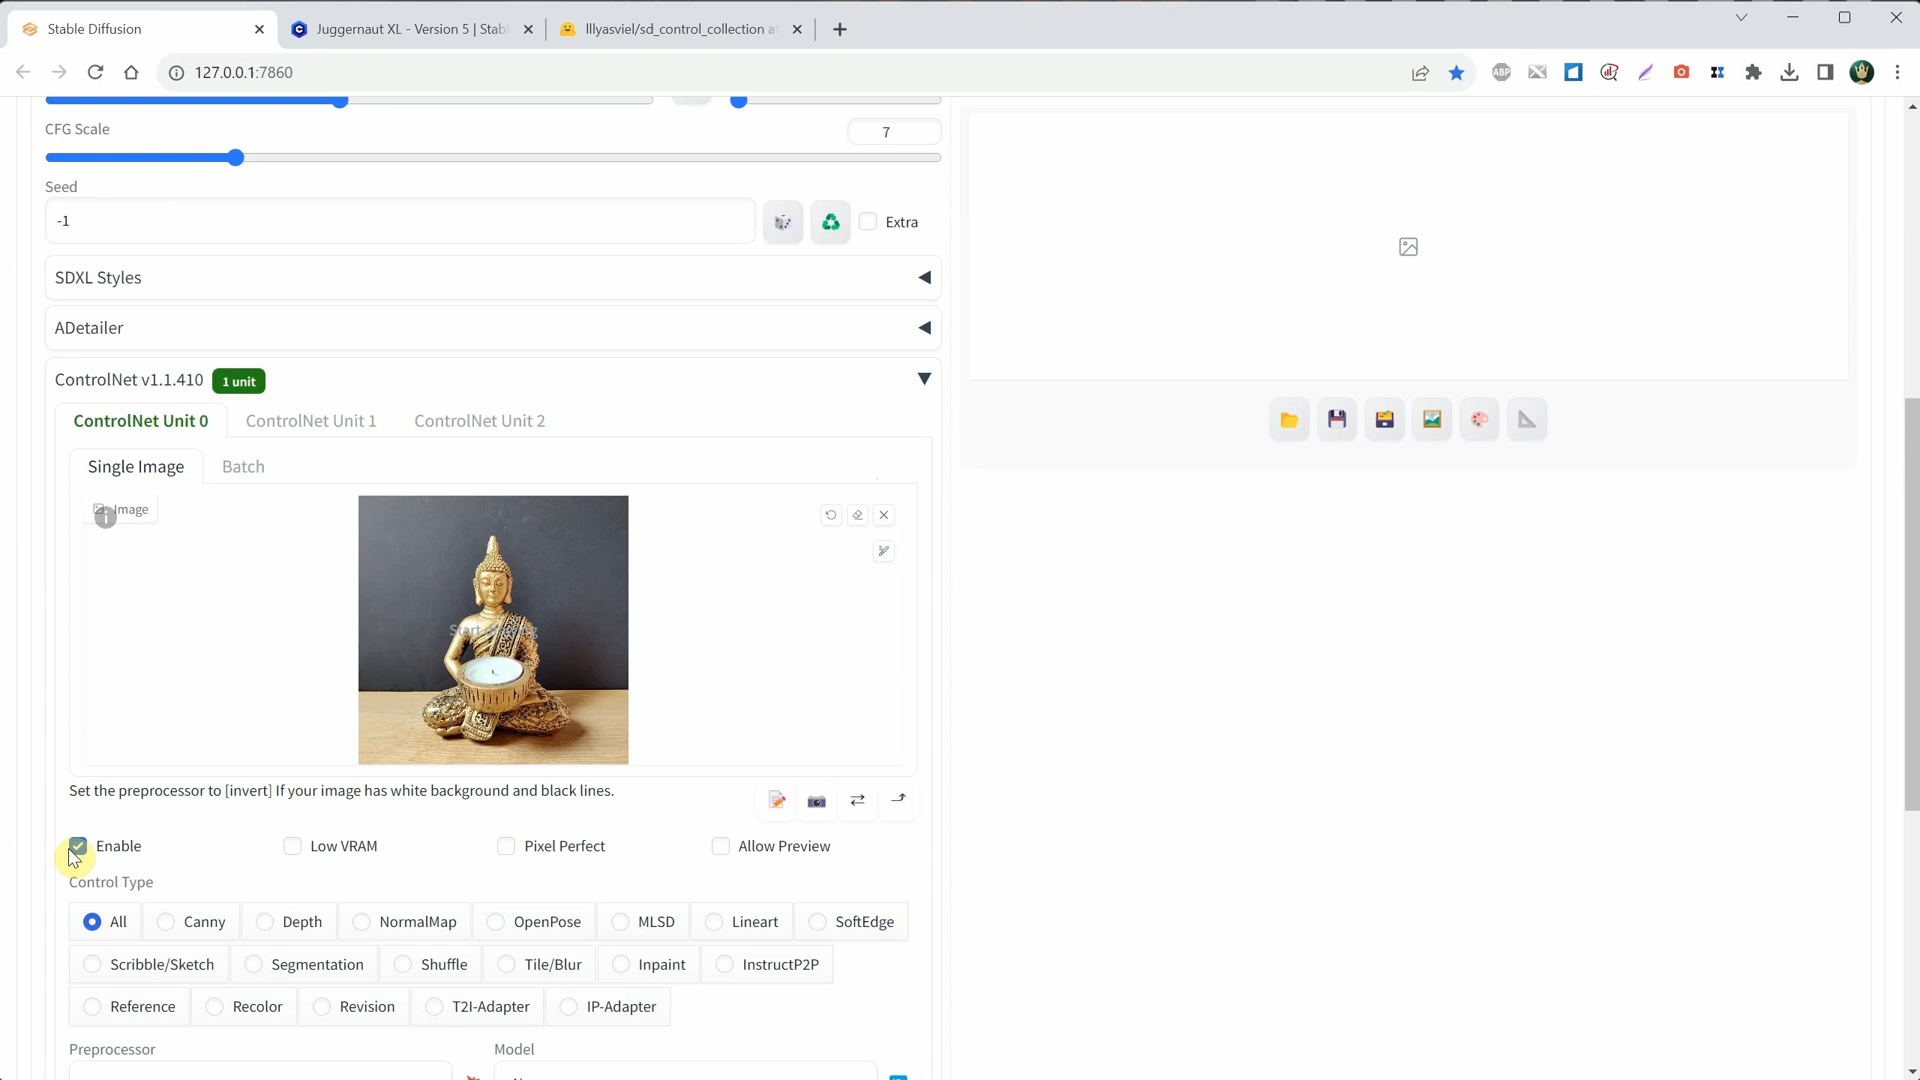 Stable Diffusion
Juggernaut XL - Version 5 | Stabl
lllyasviel/sd_control_collection at
127.0.0.1:7860
ABP
CFG Scale
7
Seed
-1
Extra
SDXL Styles
ADetailer
ControlNet v1.1.410
1 unit
ControlNet Unit 0
ControlNet Unit 1
ControlNet Unit 2
Single Image
Batch
Image
Set the preprocessor to [invert] If your image has white background and black lines.
Enable
Low VRAM
Pixel Perfect
Allow Preview
Control Type
All
Canny
Depth
NormalMap
OpenPose
MLSD
Lineart
SoftEdge
Scribble/Sketch
Segmentation
Shuffle
Tile/Blur
Inpaint
InstructP2P
Reference
Recolor
Revision
T2I-Adapter
IP-Adapter
Preprocessor
Model